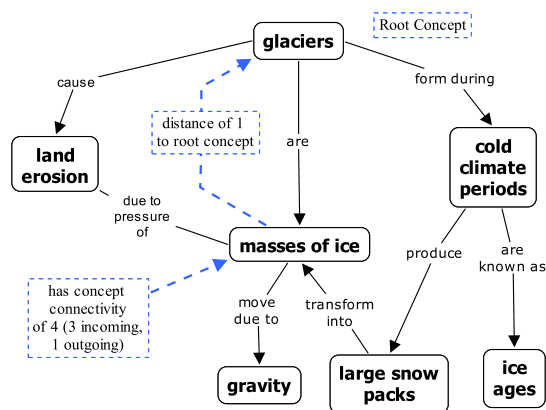 glaciers
Root Concept
cause
form during
distance of 1
to root concept
are
land
erosion
cold
climate
periods
due to
pressure
of
masses of ice
produce
are
known as
has concept
connectivity
of 4 (3 incoming,
1 outgoing)
move
due to
transform
into
gravity
large snow
packs
ice
ages